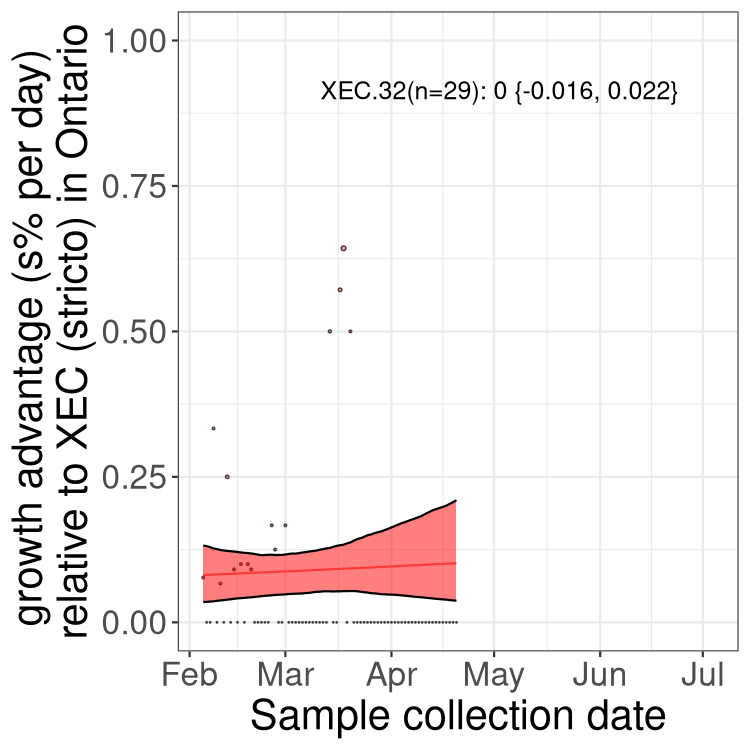 growth advantage (s% per day)
relative to XEC (stricto) in Ontario
1.00
0.75
0.50
0.25
0.00
XEC.32(n=29): 0 {-0.016, 0.022}
Feb Mar Apr May Jun Jul
Sample collection date